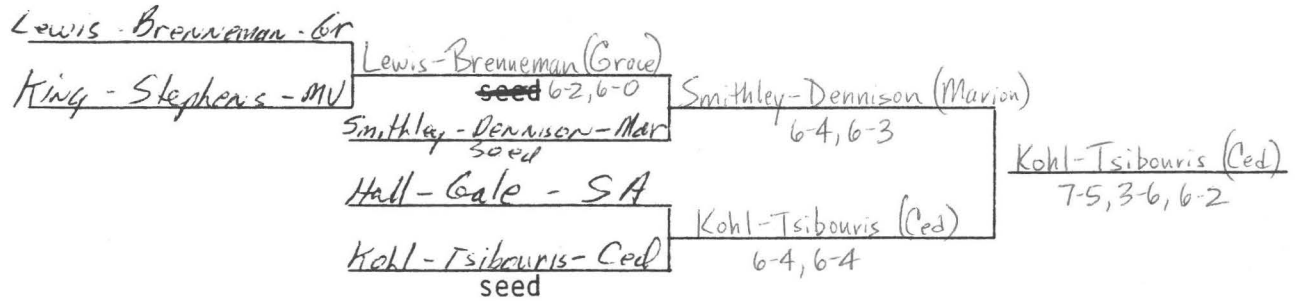 Lewis - Brenneman - Gr
King - Stephens - MV
Lewis-Brenneman (Grove)
seed 6-2, 6-0
Smithley-Dennison-Mar
Seed
Smithley-Dennison (Marion)
6-4, 6-3
Hall-Gale - SA
Kohl-Tsibouris-Ced
seed
Kohl-Tsibouris (Ced)
6-4, 6-4
Kohl-Tsibouris (Ced)
7-5, 3-6, 6-2